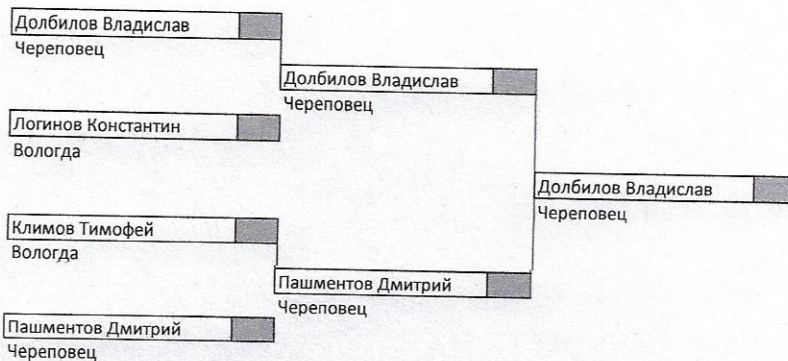 Долбилов Владислав
Череповец
Долбилов Владислав
Череповец
Логинов Константин
Вологда
Долбилов Владислав
Череповец
Климов Тимофей
Вологда
Пашментов Дмитрий
Череповец
Пашментов Дмитрий
Череповец